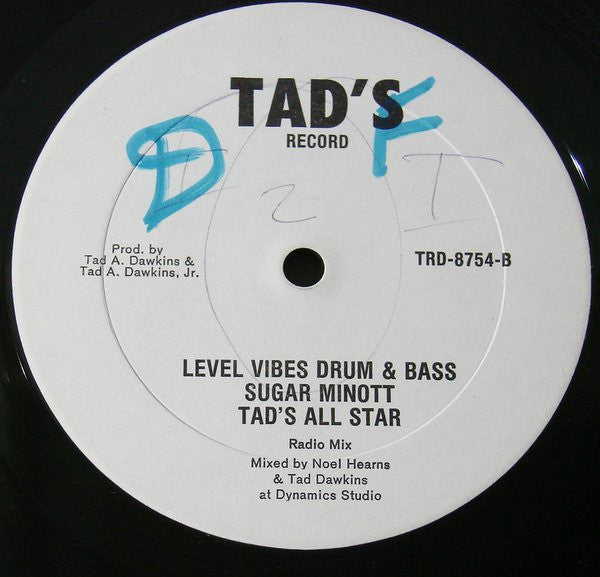 TAD'S
RECORD
D F
I 2 I
Prod. by
Tad A. Dawkins &
Tad A. Dawkins, Jr.
TRD-8754-B
LEVEL VIBES DRUM & BASS
SUGAR MINOTT
TAD'S ALL STAR
Radio Mix
Mixed by Noel Hearns
& Tad Dawkins
at Dynamics Studio